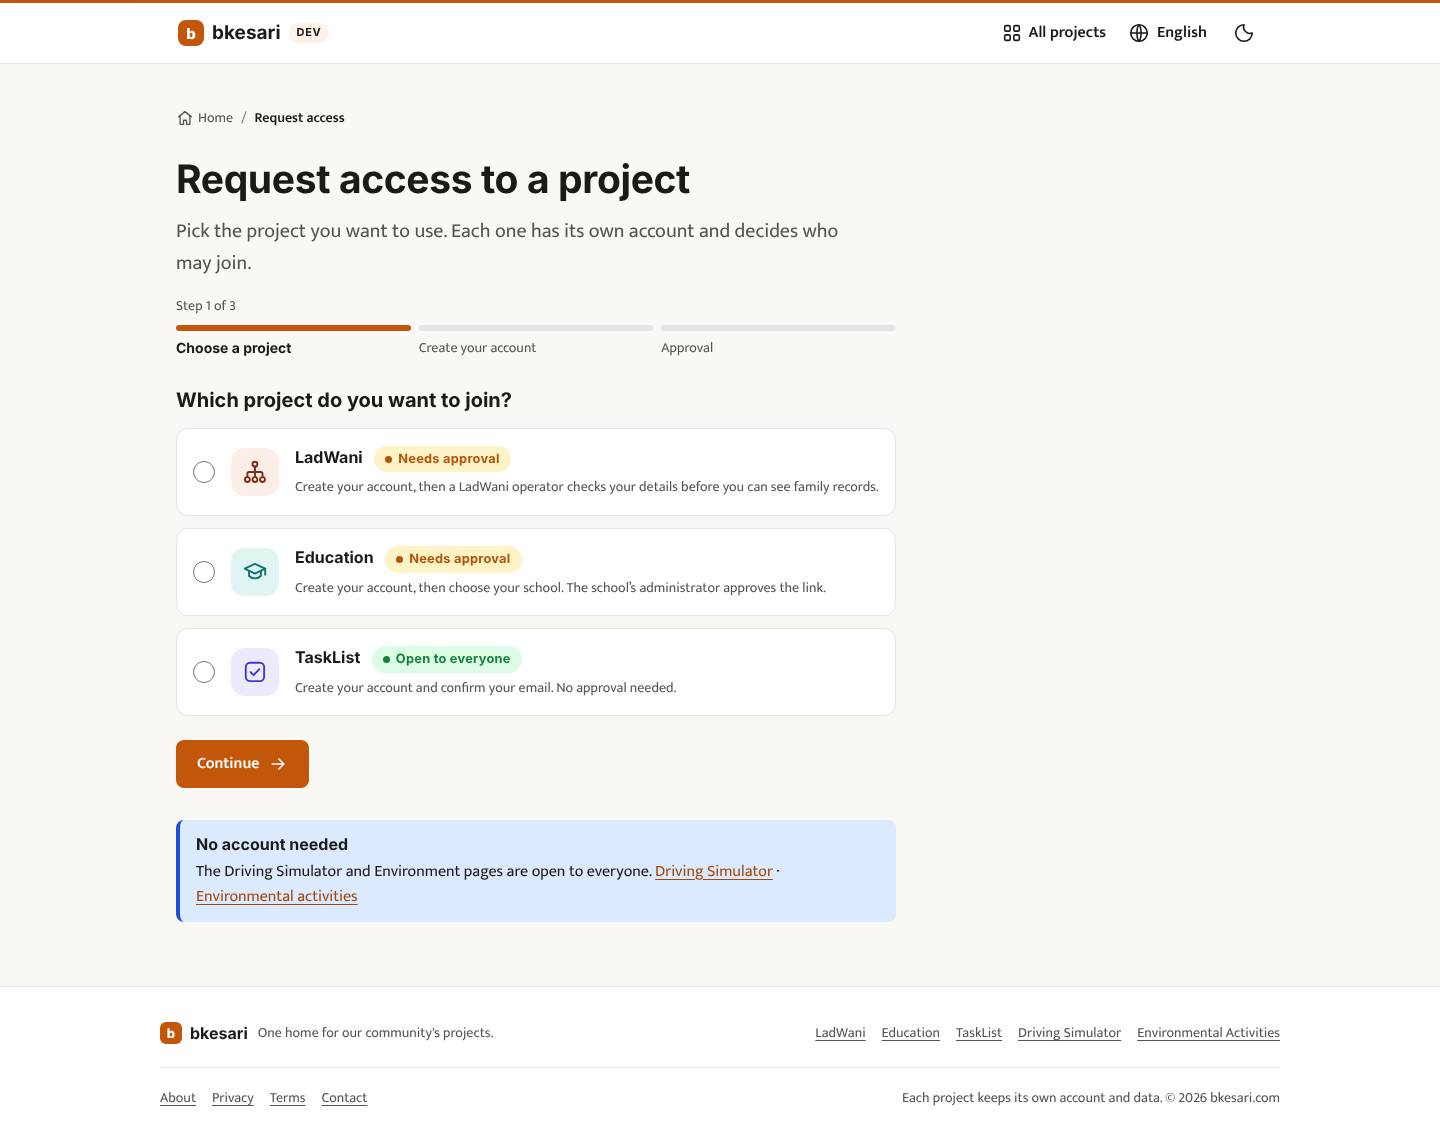 b bkesari DEV
All projects English
Home / Request access
Request access to a project
Pick the project you want to use. Each one has its own account and decides who
may join.
Step 1 of 3
Choose a project
Create your account
Approval
Which project do you want to join?
LadWani Needs approval
Create your account, then a LadWani operator checks your details before you can see family records.
Education Needs approval
Create your account, then choose your school. The school's administrator approves the link.
TaskList Open to everyone
Create your account and confirm your email. No approval needed.
Continue
No account needed
The Driving Simulator and Environment pages are open to everyone. Driving Simulator ·
Environmental activities
b bkesari One home for our community's projects.
LadWani Education TaskList Driving Simulator Environmental Activities
About Privacy Terms Contact
Each project keeps its own account and data. © 2026 bkesari.com